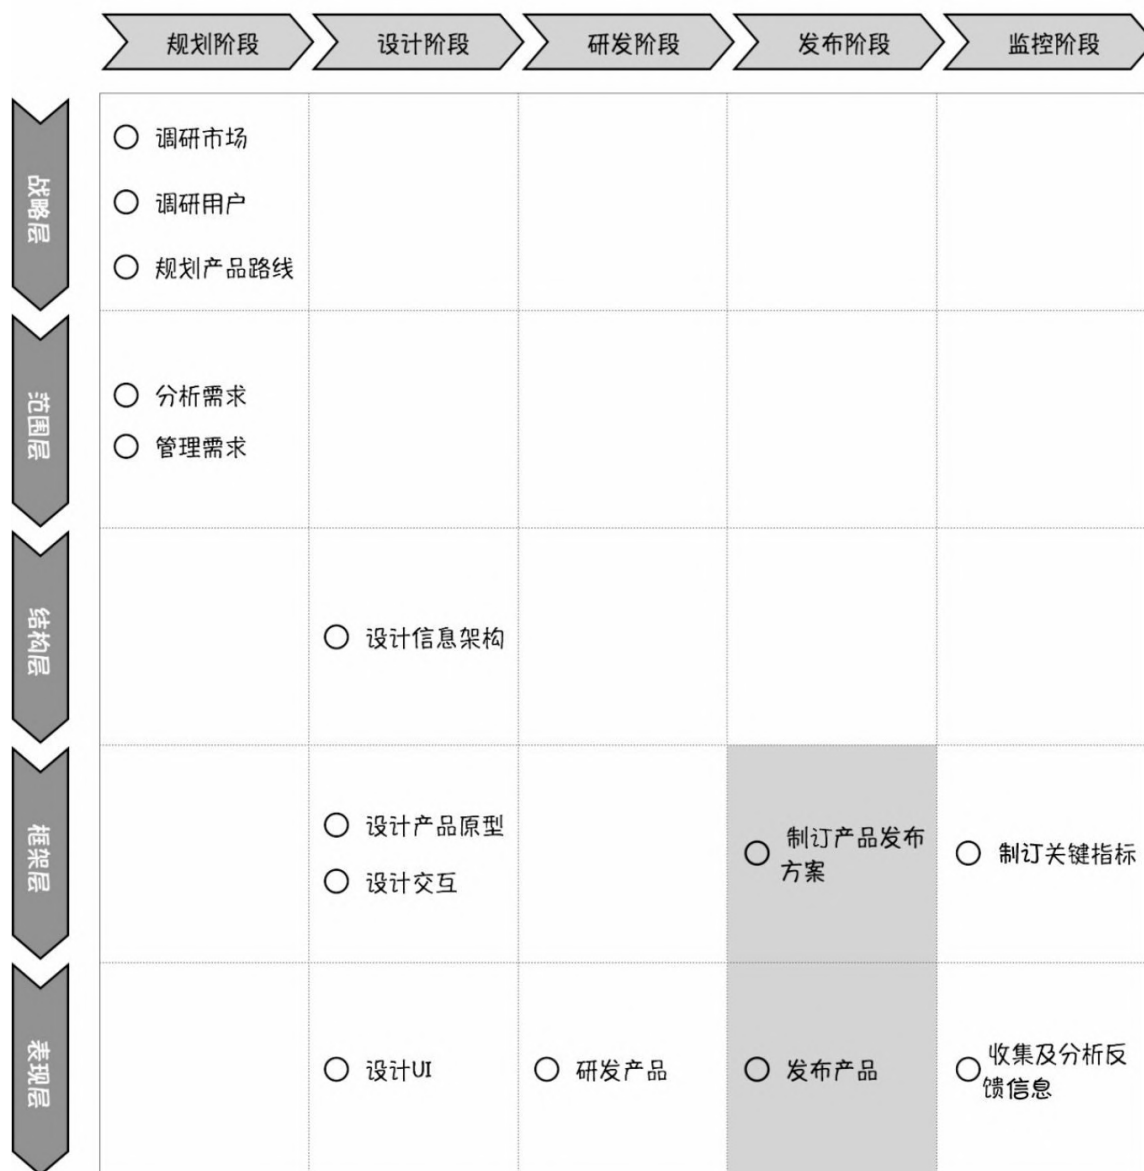 规划阶段
设计阶段
研发阶段
发布阶段
监控阶段
战略层
调研市场
调研用户
规划产品路线
范围层
分析需求
管理需求
结构层
设计信息架构
框架层
设计产品原型
设计交互
制订产品发布
方案
制订关键指标
表现层
设计UI
研发产品
发布产品
收集及分析反
馈信息